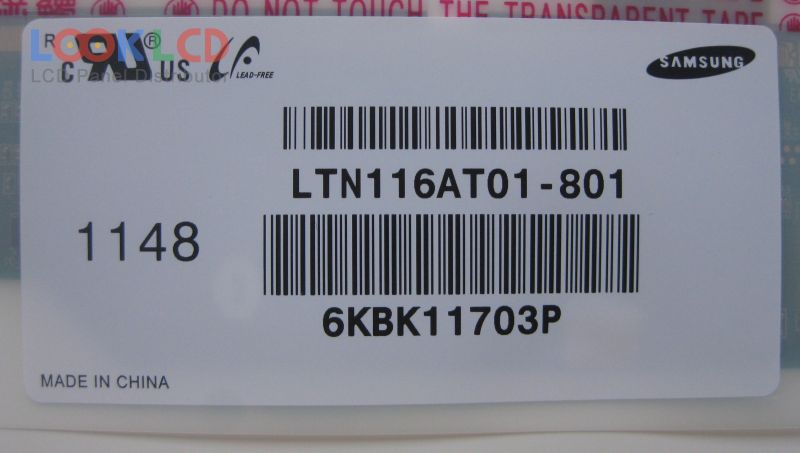 DO NOT TOUCH THE TRANSPARENT TAPE
LOOKLCD
LCD Panel Distributor
R
®
C US
LEAD-FREE
SAMSUNG
LTN116AT01-801
1148
6KBK11703P
MADE IN CHINA